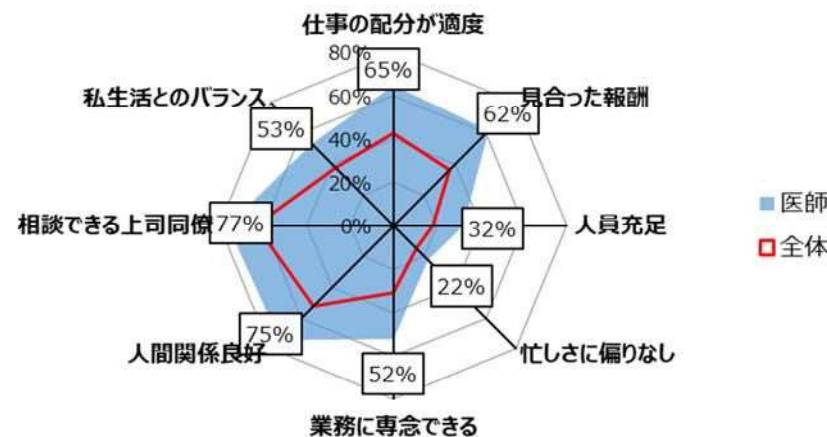 仕事の配分が適度
80%
65%
私生活とのバランス
60%
62%
見合った報酬
53%
40%
20%
相談できる上司同僚
77%
0%
32%
人員充足
医師
全体
22%
75%
人間関係良好
忙しさに偏りなし
52%
業務に専念できる